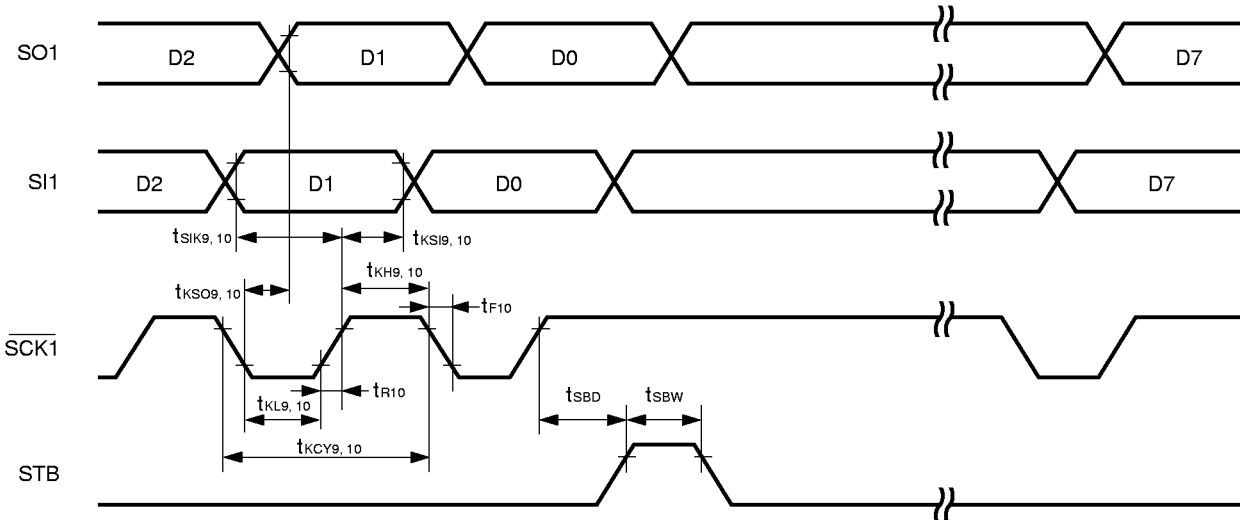 SO1 D2 D1 D0 D7
SI1 D2 D1 D0 D7
tSIK9, 10 tKSI9, 10
tKSO9, 10 tKH9, 10 tF10
SCK1
tKL9, 10 tR10 tSBD tSBW
tKCY9, 10
STB